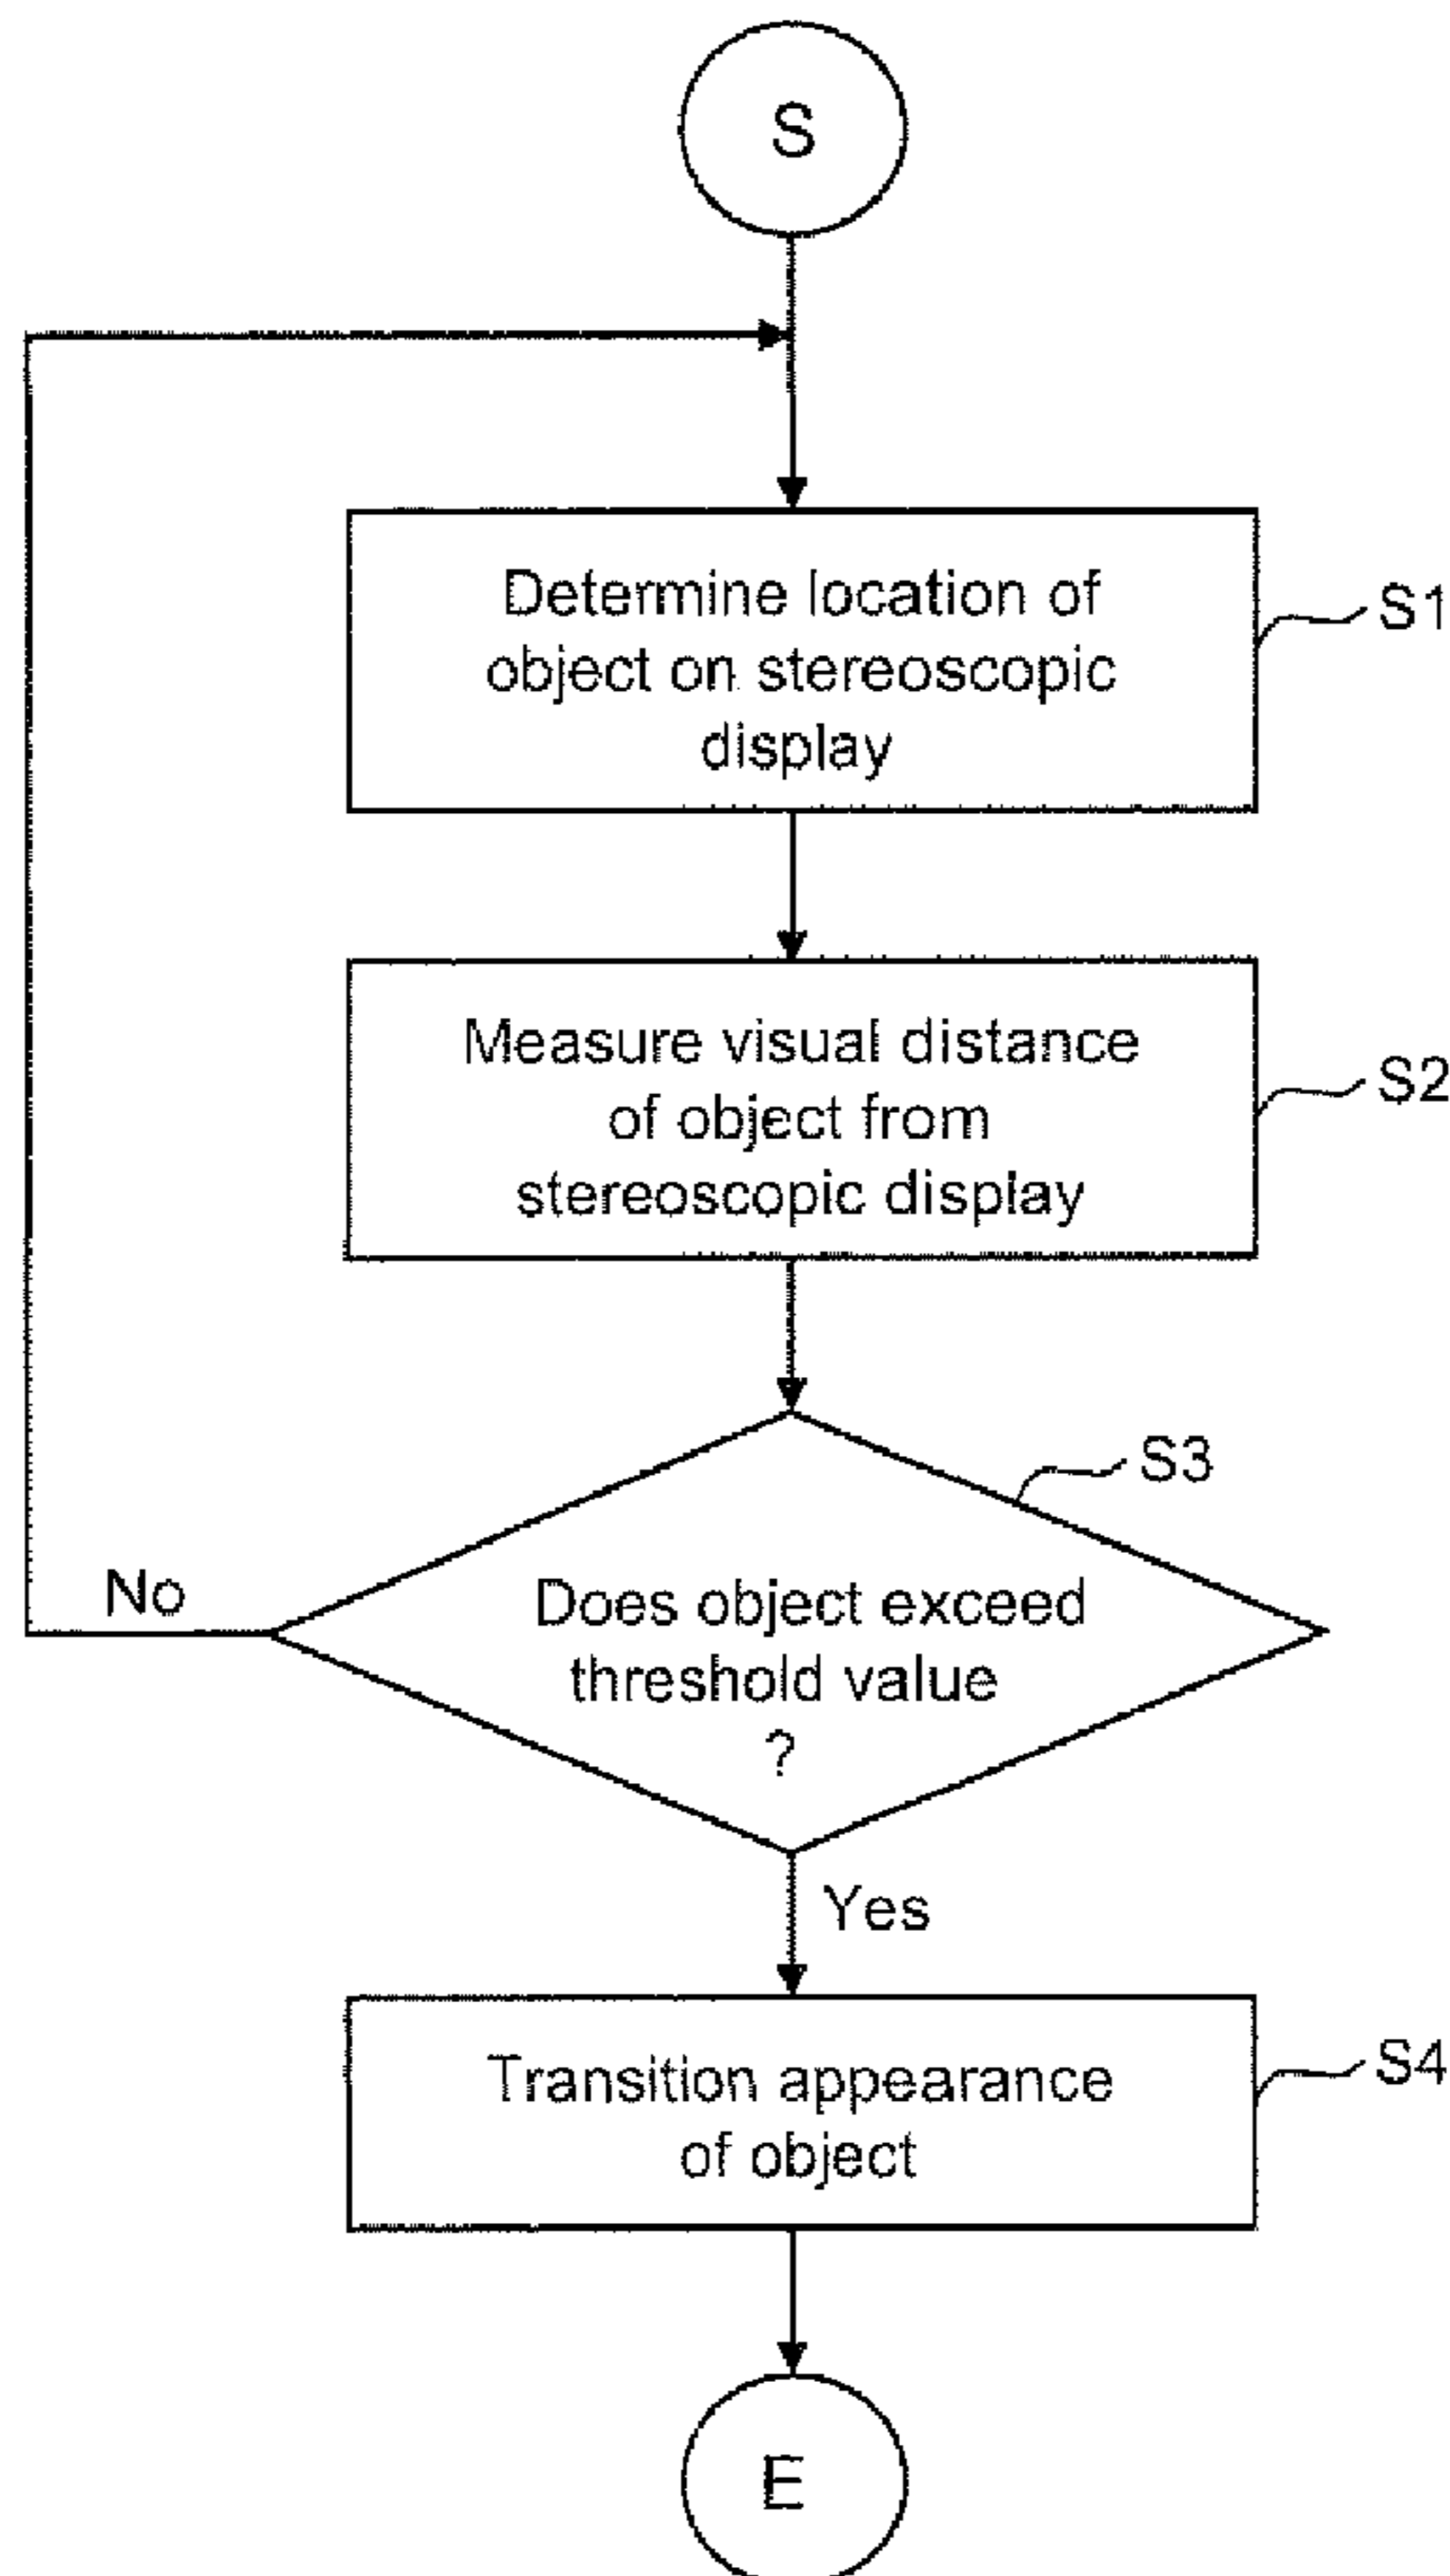 S
Determine location of
object on stereoscopic
display
S1
Measure visual distance
of object from
stereoscopic display
S2
S3
No
Does object exceed
threshold value
?
Yes
Transition appearance
of object
S4
E